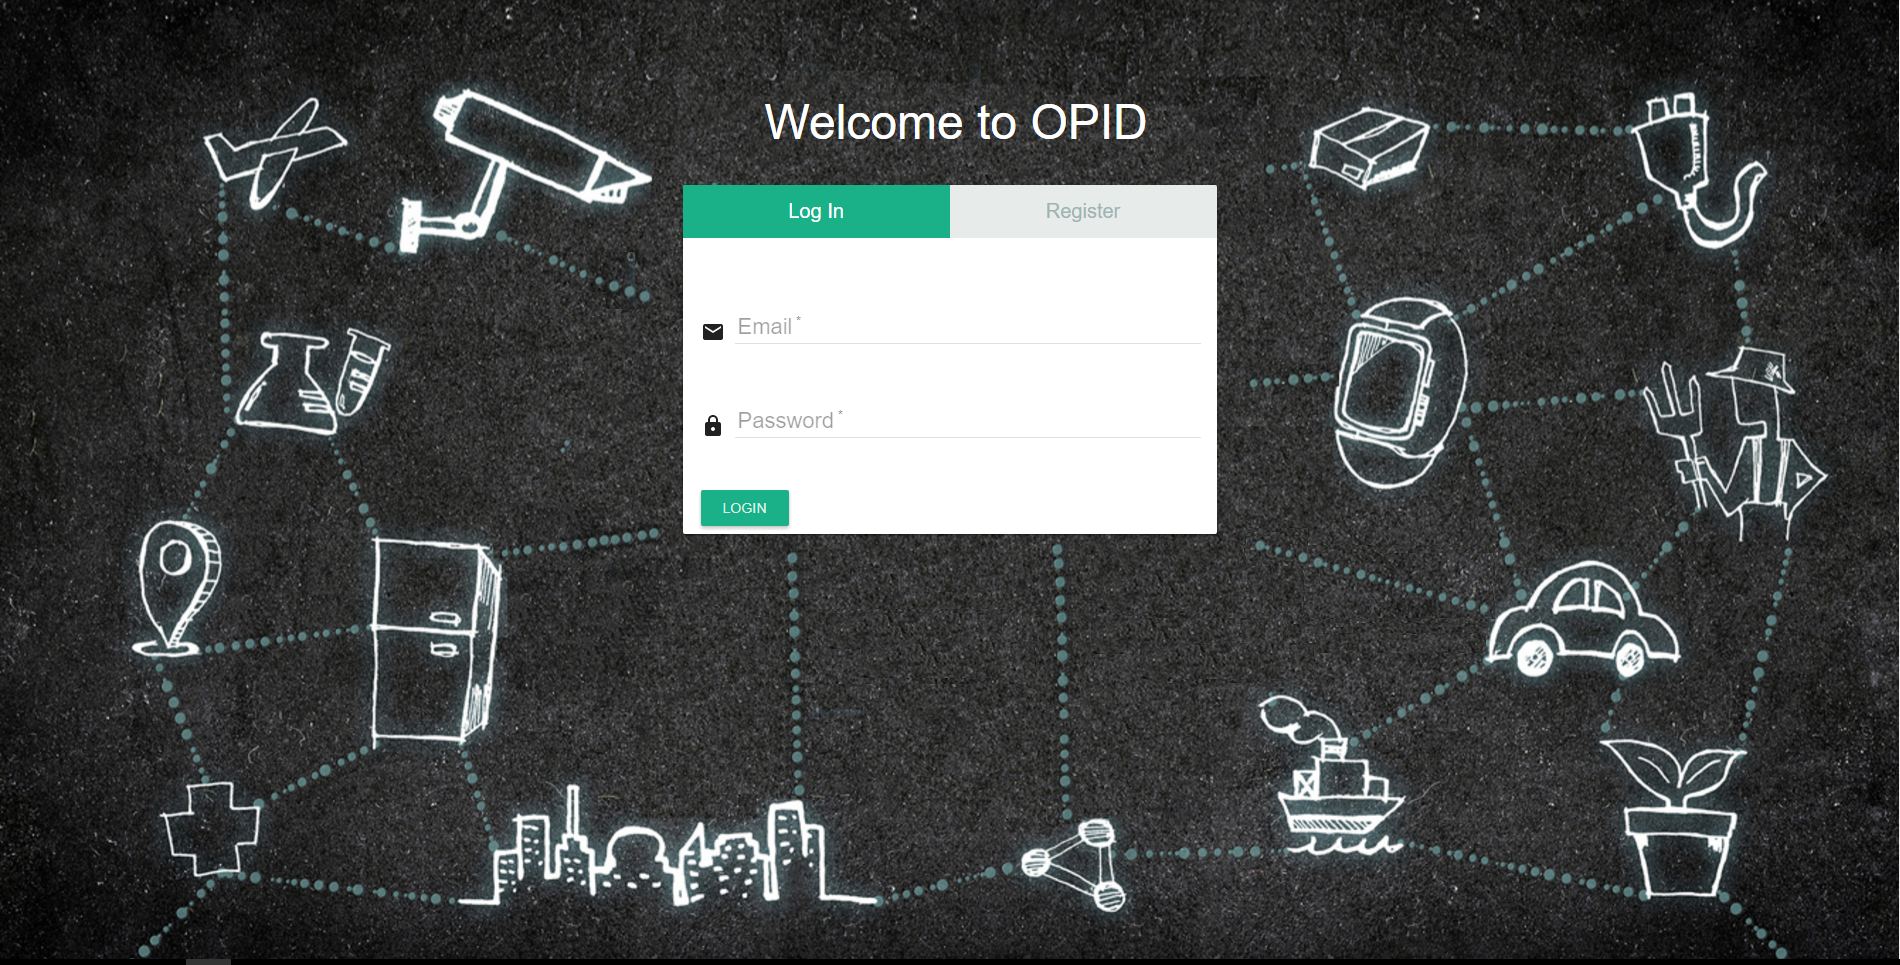 Welcome to OPID
Log In
Register
Email *
Password *
LOGIN